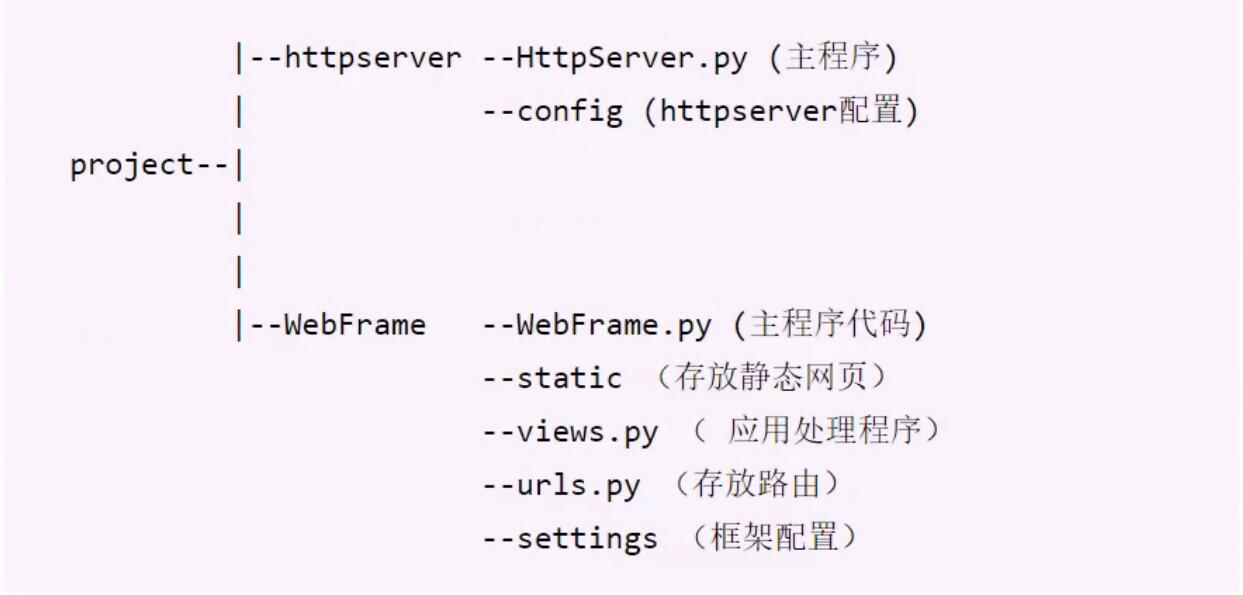 |--httpserver --HttpServer.py (主程序)
|              --config (httpserver配置)
project--|
|
|
|--WebFrame   --WebFrame.py (主程序代码)
--static （存放静态网页）
--views.py （ 应用处理程序）
--urls.py （存放路由）
--settings （框架配置）